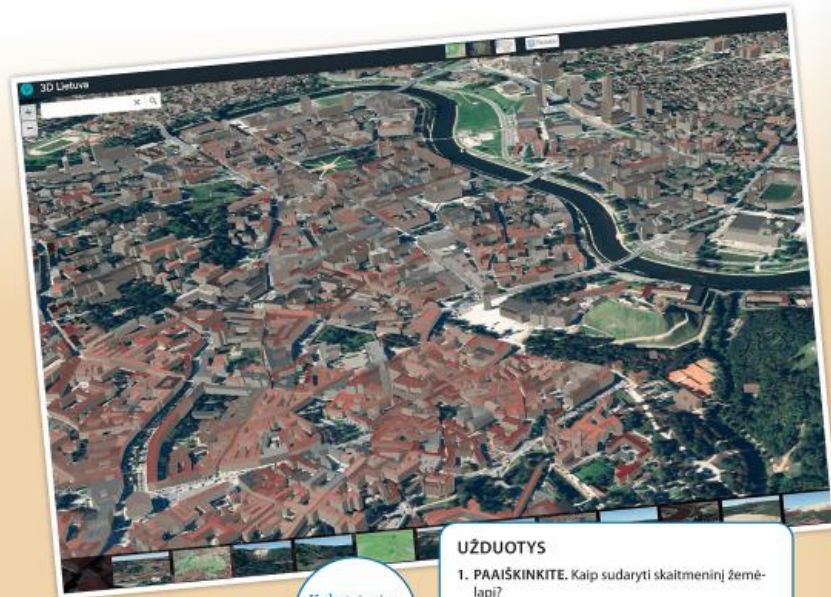 3D Lietuva
UŽDUOTYS
1. PAAIŠKINKITE. Kaip sudaryti skaitmeninį žemė-
lapį?